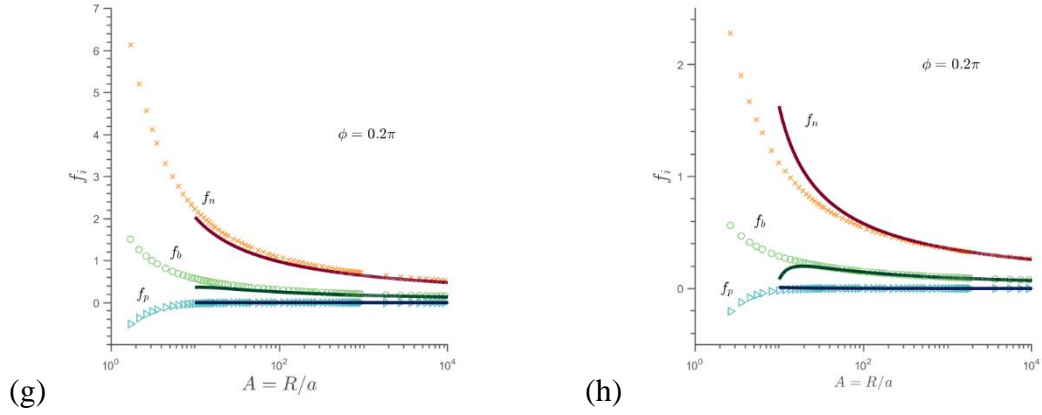 7
6
5
4
3
2
1
0
f_i
ϕ = 0.2π
f_n
f_b
f_p
10^0
10^2
10^4
A = R/a
(g)
2
1
0
f_i
ϕ = 0.2π
f_n
f_b
f_p
10^0
10^2
10^4
A = R/a
(h)